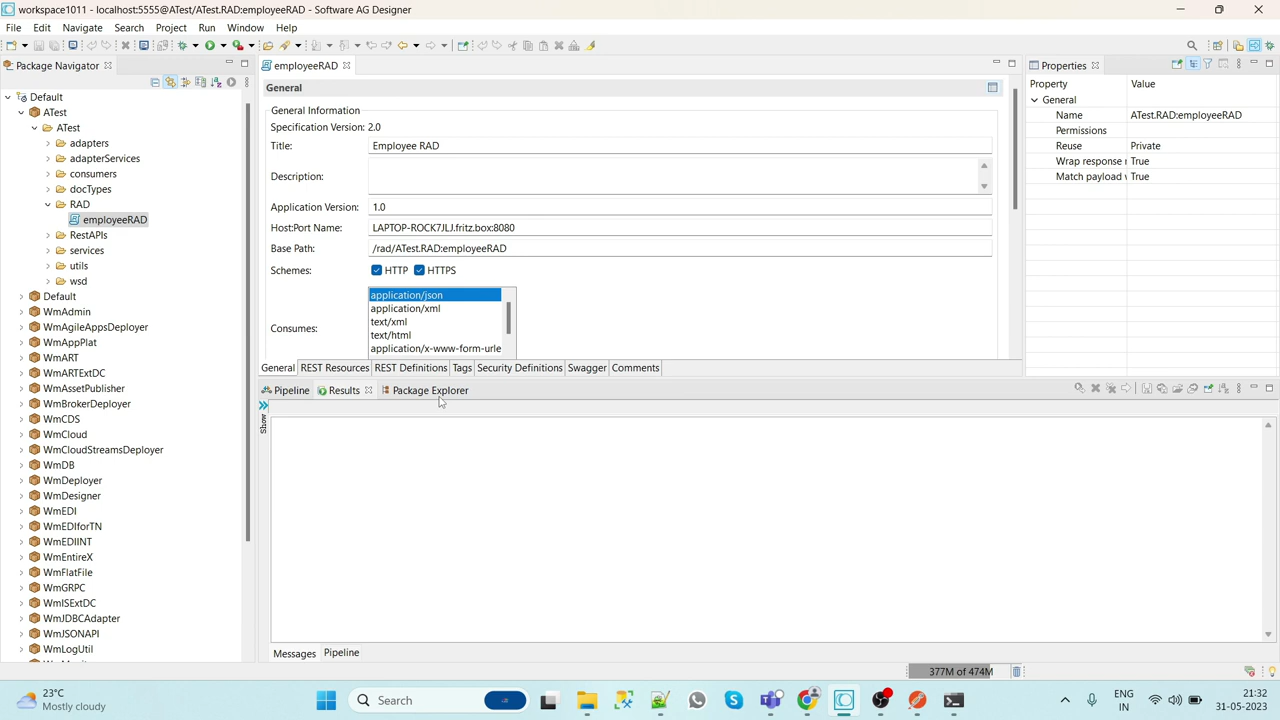 workspace1011 - localhost:5555@ATest/ATest.RAD:employeeRAD - Software AG Designer
File Edit Navigate Search Project Run Window Help
Package Navigator
Default
ATest
ATest
adapters
adapterServices
consumers
docTypes
RAD
employeeRAD
RestAPIs
services
utils
wsd
Default
WmAdmin
WmAgileAppsDeployer
WmAppPlat
WmART
WmARTExtDC
WmAssetPublisher
WmBrokerDeployer
WmCDS
WmCloud
WmCloudStreamsDeployer
WmDB
WmDeployer
WmDesigner
WmEDI
WmEDIforTN
WmEDIINT
WmEntireX
WmFlatFile
WmGRPC
WmISExtDC
WmJDBCAdapter
WmJSONAPI
WmLogUtil
employeeRAD
General
General Information
Specification Version: 2.0
Title: Employee RAD
Description:
Application Version: 1.0
Host:Port Name: LAPTOP-ROCK7JLJ.fritz.box:8080
Base Path: /rad/ATest.RAD:employeeRAD
Schemes: HTTP HTTPS
Consumes:
application/json
application/xml
text/xml
text/html
application/x-www-form-urle
General REST Resources REST Definitions Tags Security Definitions Swagger Comments
Properties
Property Value
General
Name ATest.RAD:employeeRAD
Permissions
Reuse Private
Wrap response r True
Match payload v True
Pipeline Results Package Explorer
Show
Messages Pipeline
377M of 474M
23°C
Mostly cloudy
Search
ENG
IN
21:32
31-05-2023